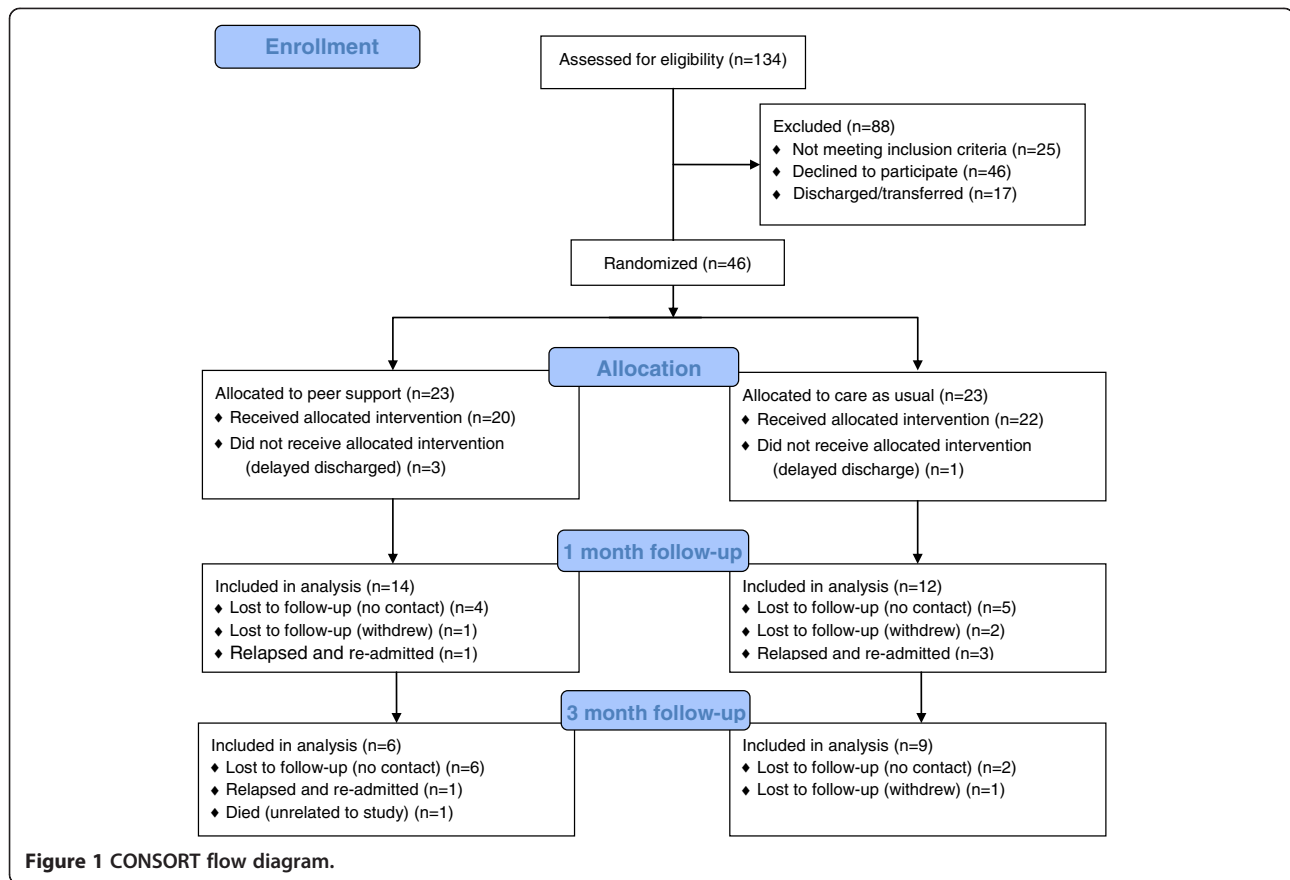 Enrollment
Assessed for eligibility (n=134)
Excluded (n=88)
♦ Not meeting inclusion criteria (n=25)
♦ Declined to participate (n=46)
♦ Discharged/transferred (n=17)
Randomized (n=46)
Allocation
Allocated to peer support (n=23)
♦ Received allocated intervention (n=20)
♦ Did not receive allocated intervention
(delayed discharged) (n=3)
Allocated to care as usual (n=23)
♦ Received allocated intervention (n=22)
♦ Did not receive allocated intervention
(delayed discharge) (n=1)
1 month follow-up
Included in analysis (n=14)
♦ Lost to follow-up (no contact) (n=4)
♦ Lost to follow-up (withdrew) (n=1)
♦ Relapsed and re-admitted (n=1)
Included in analysis (n=12)
♦ Lost to follow-up (no contact) (n=5)
♦ Lost to follow-up (withdrew) (n=2)
♦ Relapsed and re-admitted (n=3)
3 month follow-up
Included in analysis (n=6)
♦ Lost to follow-up (no contact) (n=6)
♦ Relapsed and re-admitted (n=1)
♦ Died (unrelated to study) (n=1)
Included in analysis (n=9)
♦ Lost to follow-up (no contact) (n=2)
♦ Lost to follow-up (withdrew) (n=1)
Figure 1 CONSORT flow diagram.